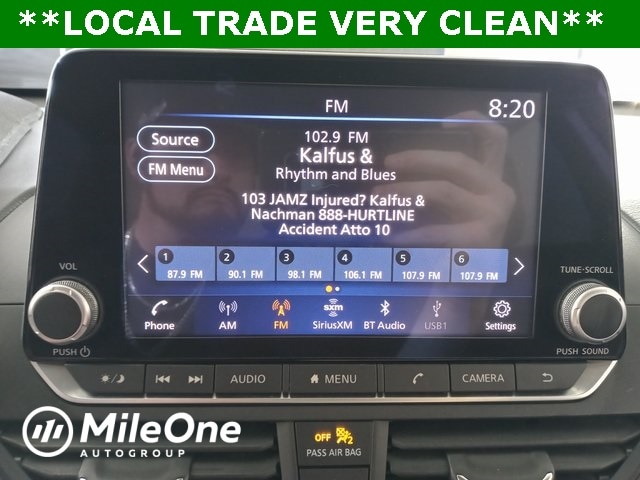 **LOCAL TRADE VERY CLEAN**
FM
8:20
Source
102.9 FM
Kalfus &
FM Menu
Rhythm and Blues
103 JAMZ Injured? Kalfus &
Nachman 888-HURTLINE
Accident Atto 10
1 2 3 4 5 6
87.9 FM 90.1 FM 98.1 FM 106.1 FM 107.9 FM 107.9 FM
VOL
TUNE·SCROLL
Phone AM FM sxm SiriusXM BT Audio USB1 Settings
PUSH
PUSH SOUND
AUDIO MENU CAMERA
MileOne
AUTOGROUP
OFF 2
PASS AIR BAG